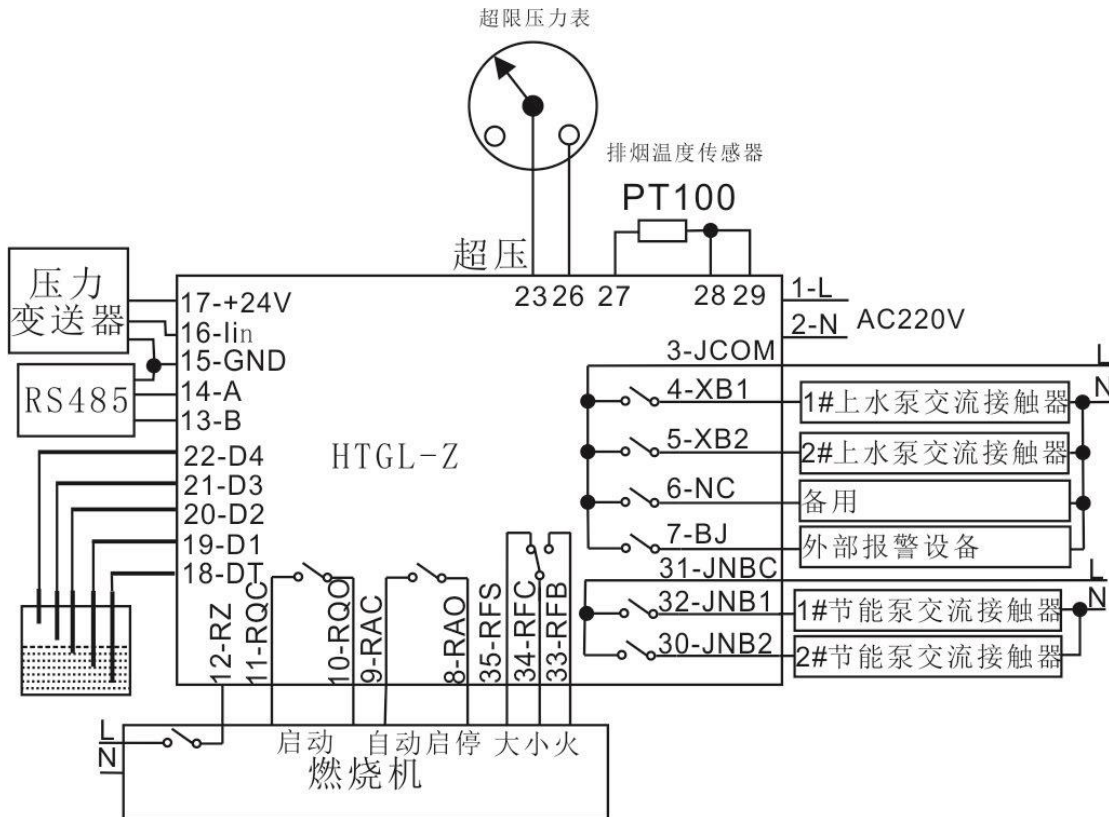 超限压力表
排烟温度传感器
PT100
超压
23 26 27 28 29
压力
变送器
RS485
17-+24V
16-Iin
15-GND
14-A
13-B
22-D4
21-D3
20-D2
19-D1
18-DT
HTGL-Z
1-L
2-N
AC220V
3-JCOM
L
4-XB1
1#上水泵交流接触器
N
5-XB2
2#上水泵交流接触器
6-NC
备用
7-BJ
外部报警设备
31-JNBC
L
32-JNB1
1#节能泵交流接触器
N
30-JNB2
2#节能泵交流接触器
12-RZ
11-RQC
10-RQO
9-RAC
8-RAO
35-RFS
34-RFC
33-RFB
L
N
启动 自动启停 大小火
燃烧机